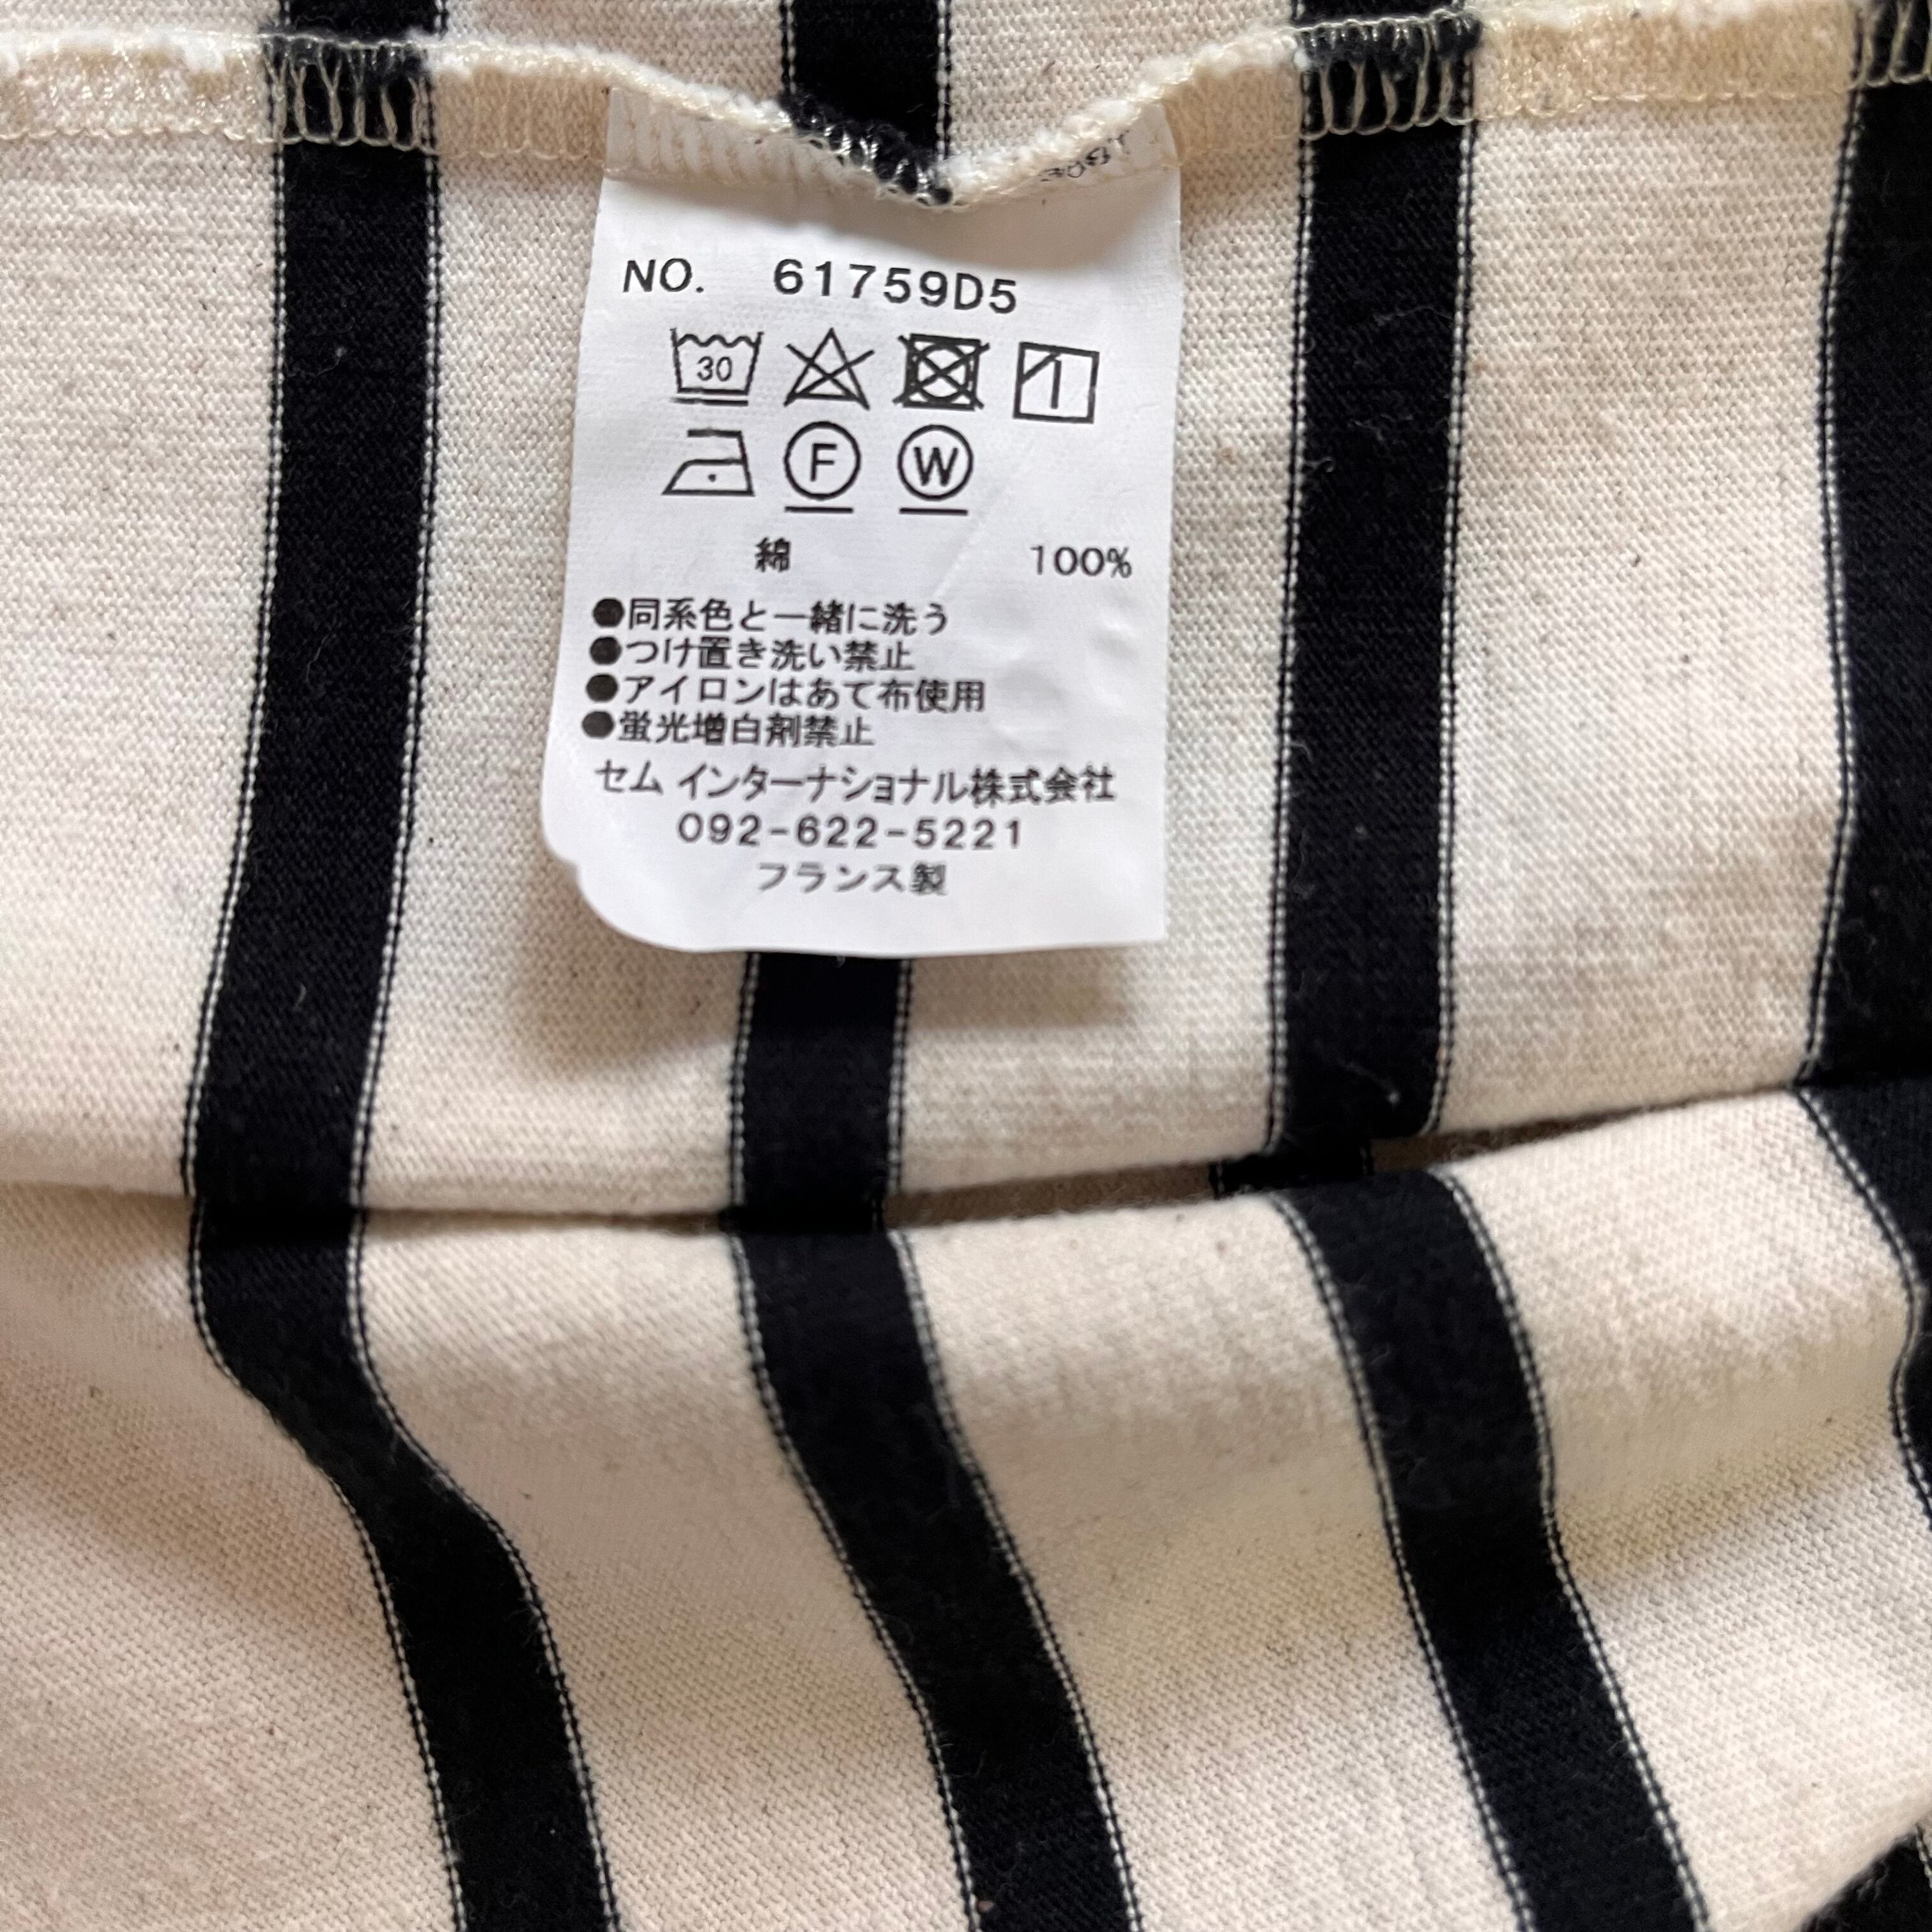 NO. 61759D5
30
F W
綿 100%
●同系色と一緒に洗う
●つけ置き洗い禁止
●アイロンはあて布使用
●蛍光増白剤禁止
セム インターナショナル株式会社
092-622-5221
フランス製